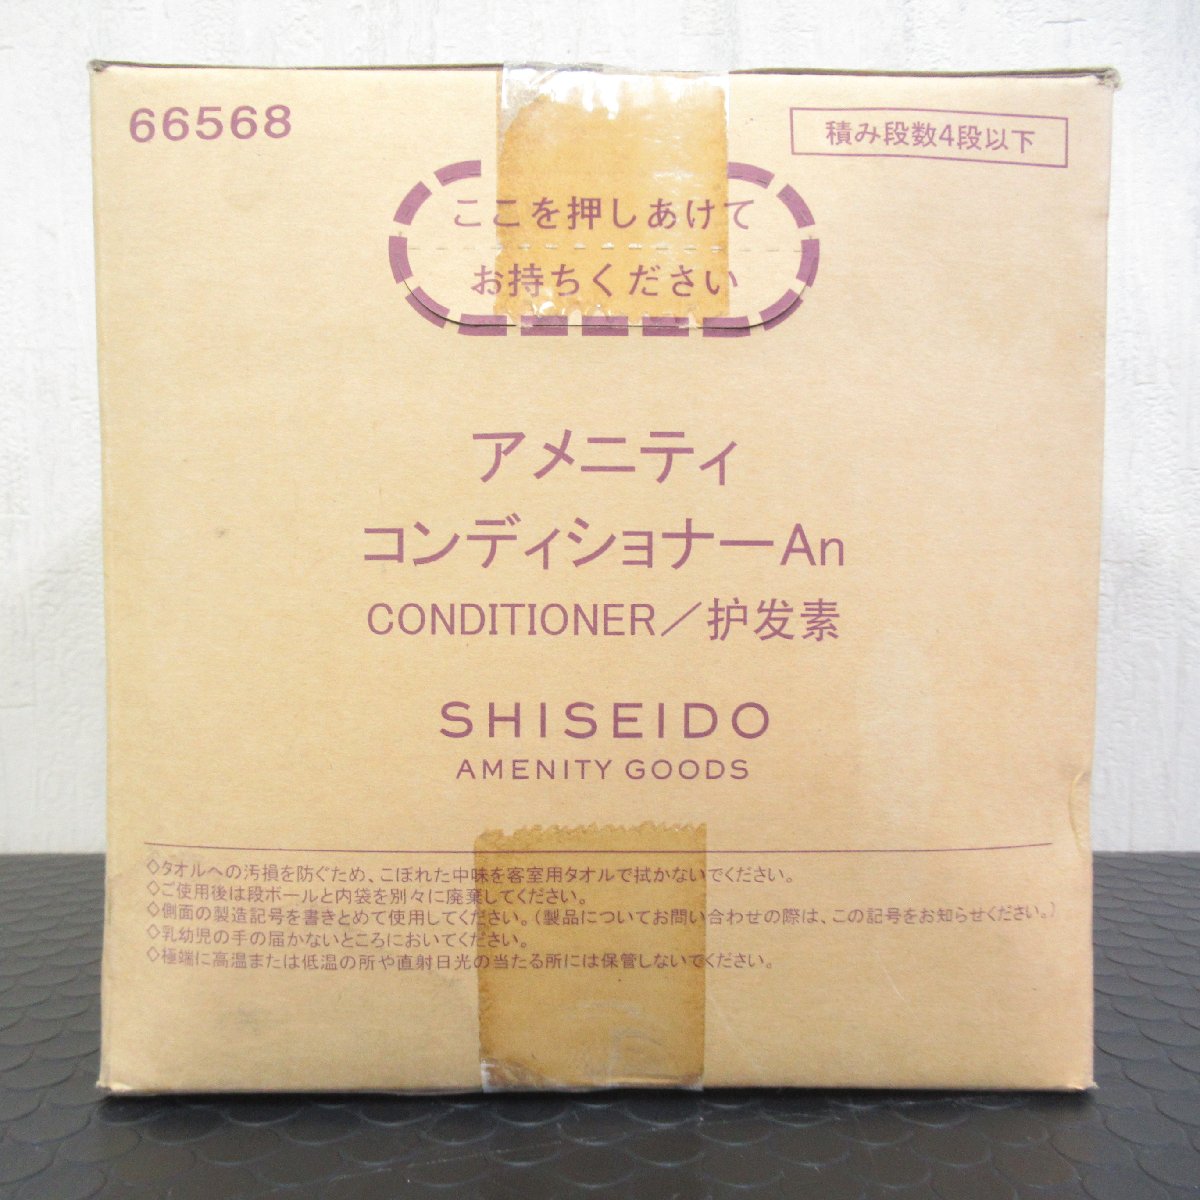 66568
積み段数4段以下
ここを押しあけて
お持ちください
アメニティ
コンディショナーAn
CONDITIONER／护发素
SHISEIDO
AMENITY GOODS
◇タオルへの汚損を防ぐため、こぼれた中味を客室用タオルで拭かないでください。
◇ご使用後は段ボールと内袋を別々に廃棄してください。
◇側面の製造記号を書きとめて使用してください。（製品についてお問い合わせの際は、この記号をお知らせください。）
◇乳幼児の手の届かないところにおいてください。
◇極端に高温または低温の所や直射日光の当たる所には保管しないでください。